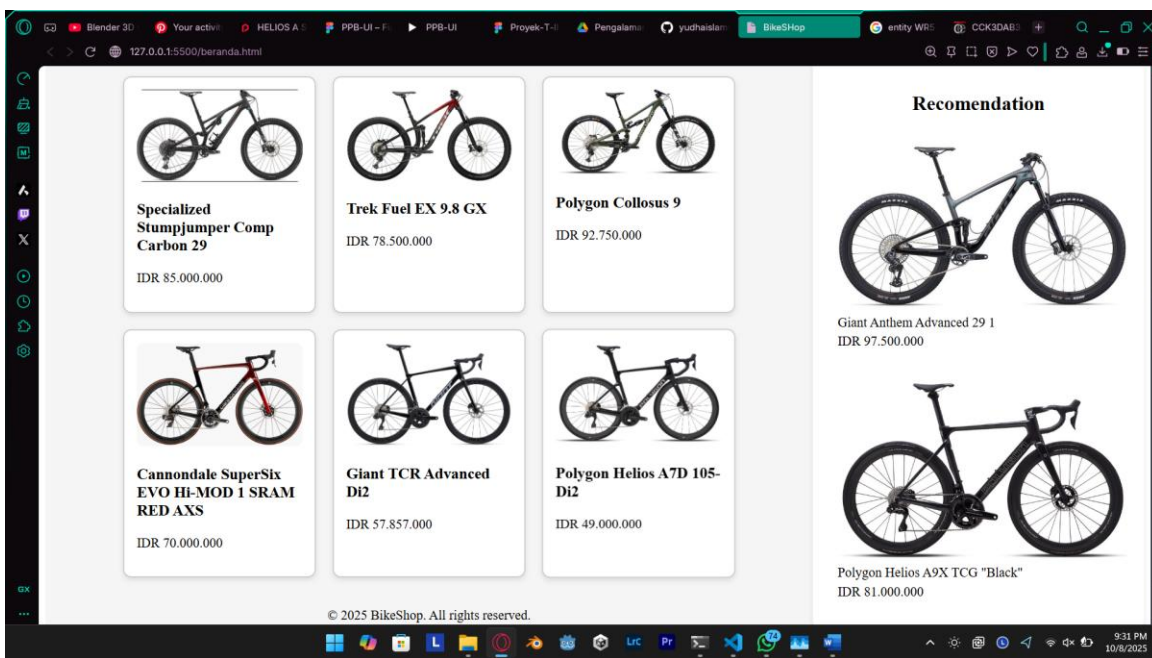 Blender 3D
Your activi
HELIOS A S
PPB-UI – F
PPB-UI
Proyek-T-I
Pengalama
yudhaislam
BikeSHop
entity WRS
CCK3DAB3
127.0.0.1:5500/beranda.html
Specialized
Stumpjumper Comp
Carbon 29
IDR 85.000.000
Trek Fuel EX 9.8 GX
IDR 78.500.000
Polygon Collosus 9
IDR 92.750.000
Cannondale SuperSix
EVO Hi-MOD 1 SRAM
RED AXS
IDR 70.000.000
Giant TCR Advanced
Di2
IDR 57.857.000
Polygon Helios A7D 105-
Di2
IDR 49.000.000
© 2025 BikeShop. All rights reserved.
Recomendation
Giant Anthem Advanced 29 1
IDR 97.500.000
Polygon Helios A9X TCG "Black"
IDR 81.000.000
GX
L
LrC
Pr
74
9:31 PM
10/8/2025